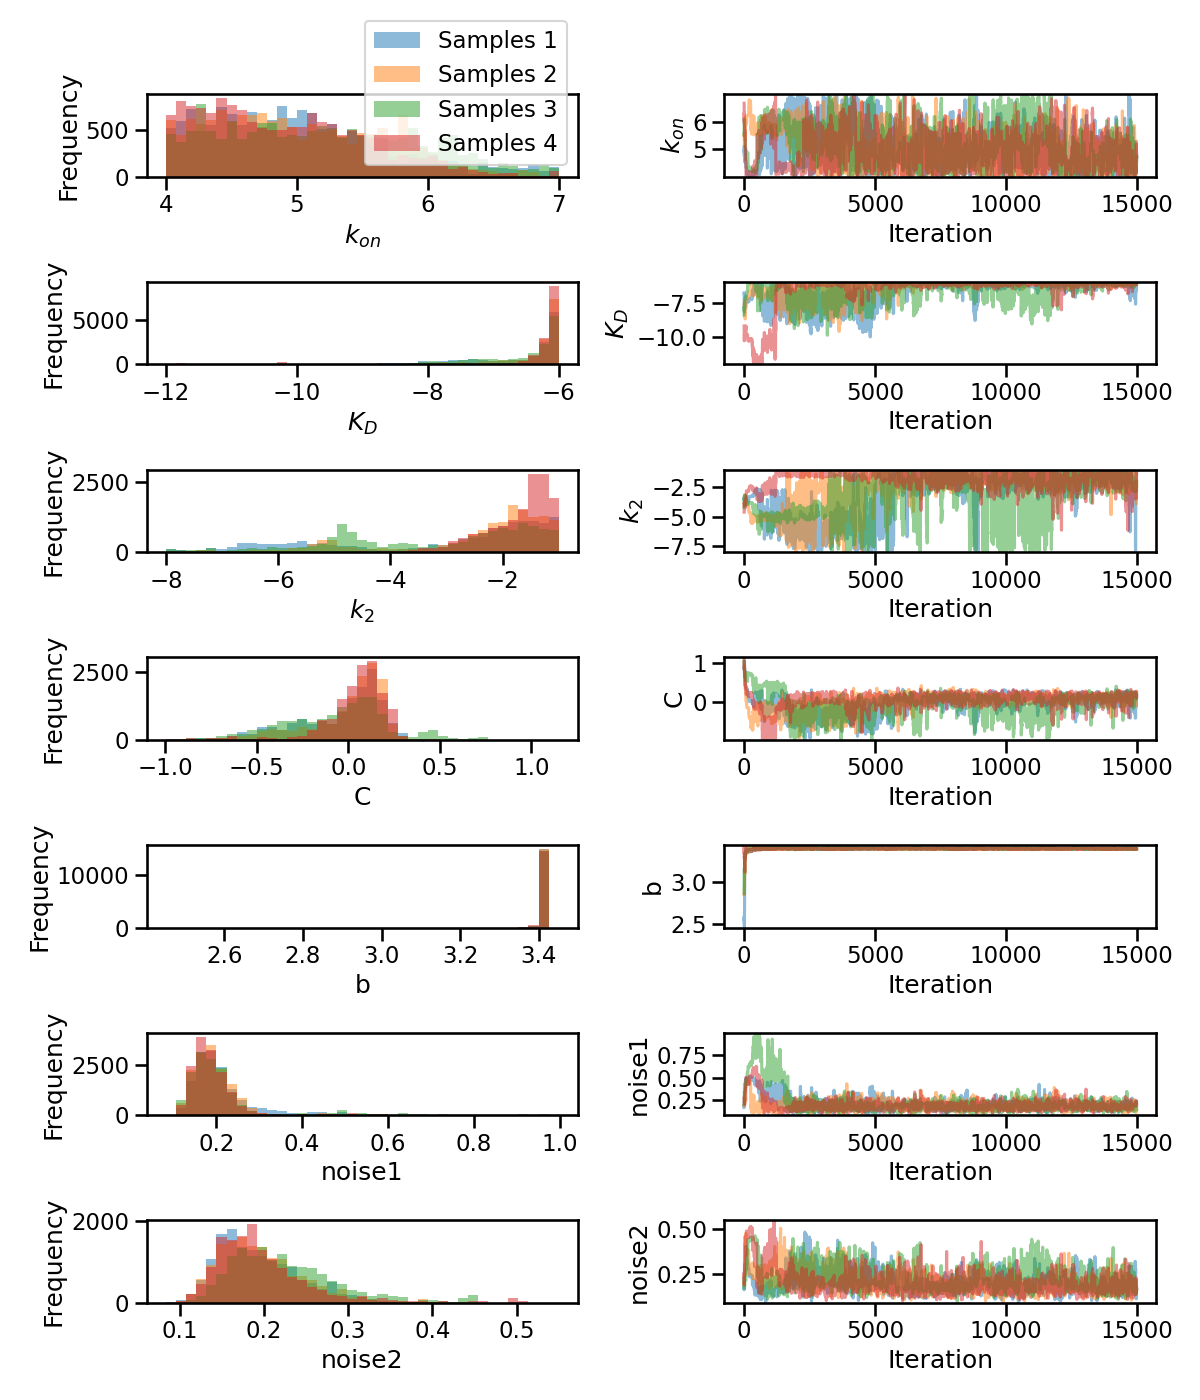 Samples 1
Samples 2
Samples 3
Samples 4
Frequency
500
0
4 5 6 7
k_on
k_on
6
5
0 5000 10000 15000
Iteration
Frequency
5000
0
−12 −10 −8 −6
K_D
K_D
−7.5
−10.0
0 5000 10000 15000
Iteration
Frequency
2500
0
−8 −6 −4 −2
k_2
k_2
−2.5
−5.0
−7.5
0 5000 10000 15000
Iteration
Frequency
2500
0
−1.0 −0.5 0.0 0.5 1.0
C
C
1
0
0 5000 10000 15000
Iteration
Frequency
10000
0
2.6 2.8 3.0 3.2 3.4
b
b
3.0
2.5
0 5000 10000 15000
Iteration
Frequency
2500
0
0.2 0.4 0.6 0.8 1.0
noise1
noise1
0.75
0.50
0.25
0 5000 10000 15000
Iteration
Frequency
2000
0
0.1 0.2 0.3 0.4 0.5
noise2
noise2
0.50
0.25
0 5000 10000 15000
Iteration